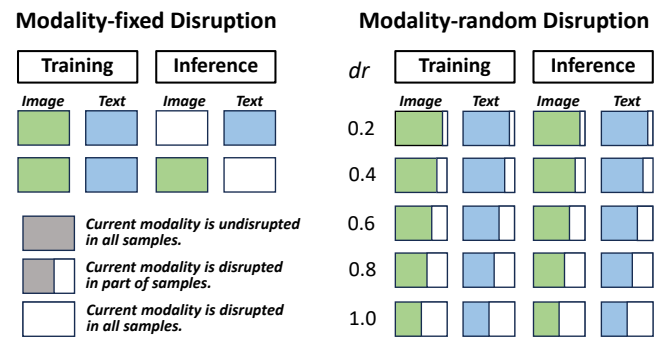 Modality-fixed Disruption
Training Inference
Image Text Image Text
Current modality is undisrupted
in all samples.
Current modality is disrupted
in part of samples.
Current modality is disrupted
in all samples.
Modality-random Disruption
dr Training Inference
Image Text Image Text
0.2
0.4
0.6
0.8
1.0